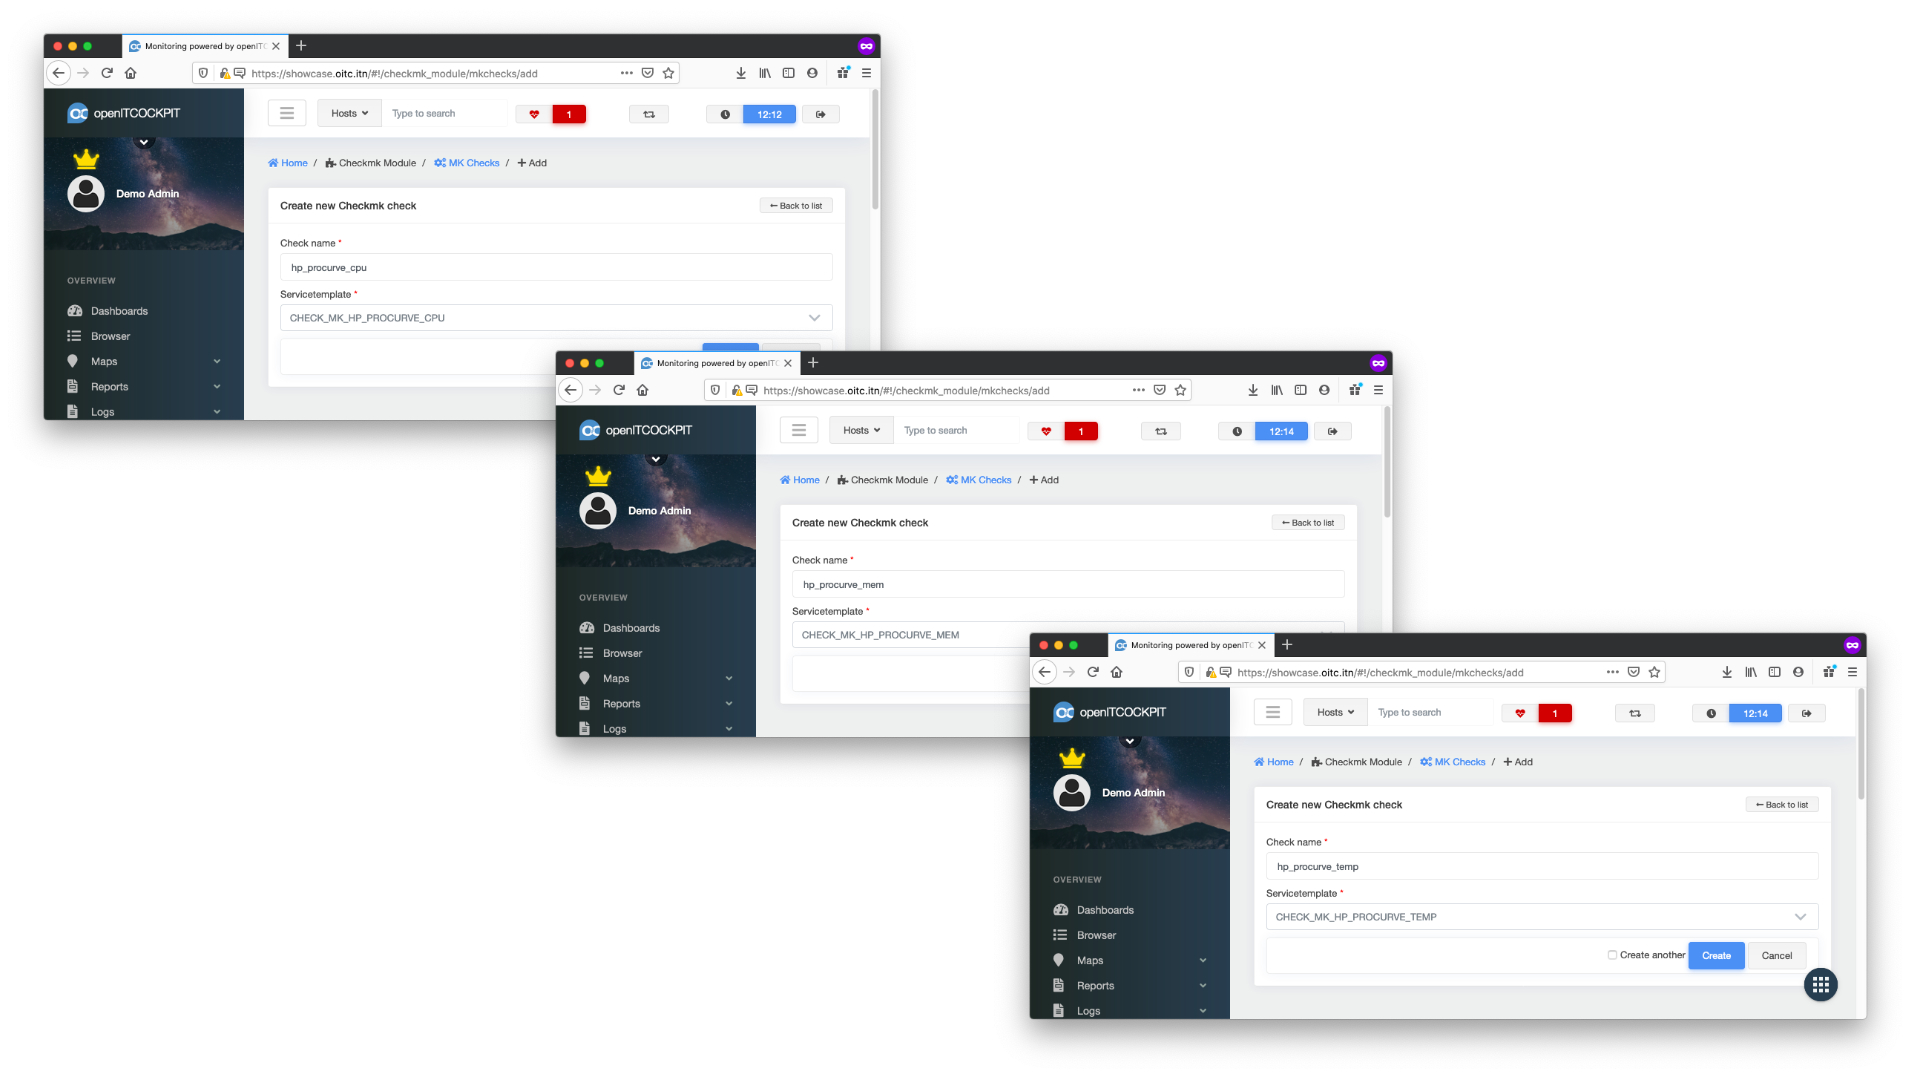 Monitoring powered by openITC
https://showcase.oitc.itn/#!/checkmk_module/mkchecks/add
openITCOCKPIT
Hosts
Type to search
1
12:12
Home / Checkmk Module / MK Checks / + Add
Demo Admin
Create new Checkmk check
Back to list
Check name *
hp_procurve_cpu
Servicetemplate *
CHECK_MK_HP_PROCURVE_CPU
OVERVIEW
Dashboards
Browser
Maps
Reports
Logs
Monitoring powered by openITC
https://showcase.oitc.itn/#!/checkmk_module/mkchecks/add
openITCOCKPIT
Hosts
Type to search
1
12:14
Home / Checkmk Module / MK Checks / + Add
Demo Admin
Create new Checkmk check
Back to list
Check name *
hp_procurve_mem
Servicetemplate *
CHECK_MK_HP_PROCURVE_MEM
OVERVIEW
Dashboards
Browser
Maps
Reports
Logs
Monitoring powered by openITC
https://showcase.oitc.itn/#!/checkmk_module/mkchecks/add
openITCOCKPIT
Hosts
Type to search
1
12:14
Home / Checkmk Module / MK Checks / + Add
Demo Admin
Create new Checkmk check
Back to list
Check name *
hp_procurve_temp
Servicetemplate *
CHECK_MK_HP_PROCURVE_TEMP
Create another
Create
Cancel
OVERVIEW
Dashboards
Browser
Maps
Reports
Logs